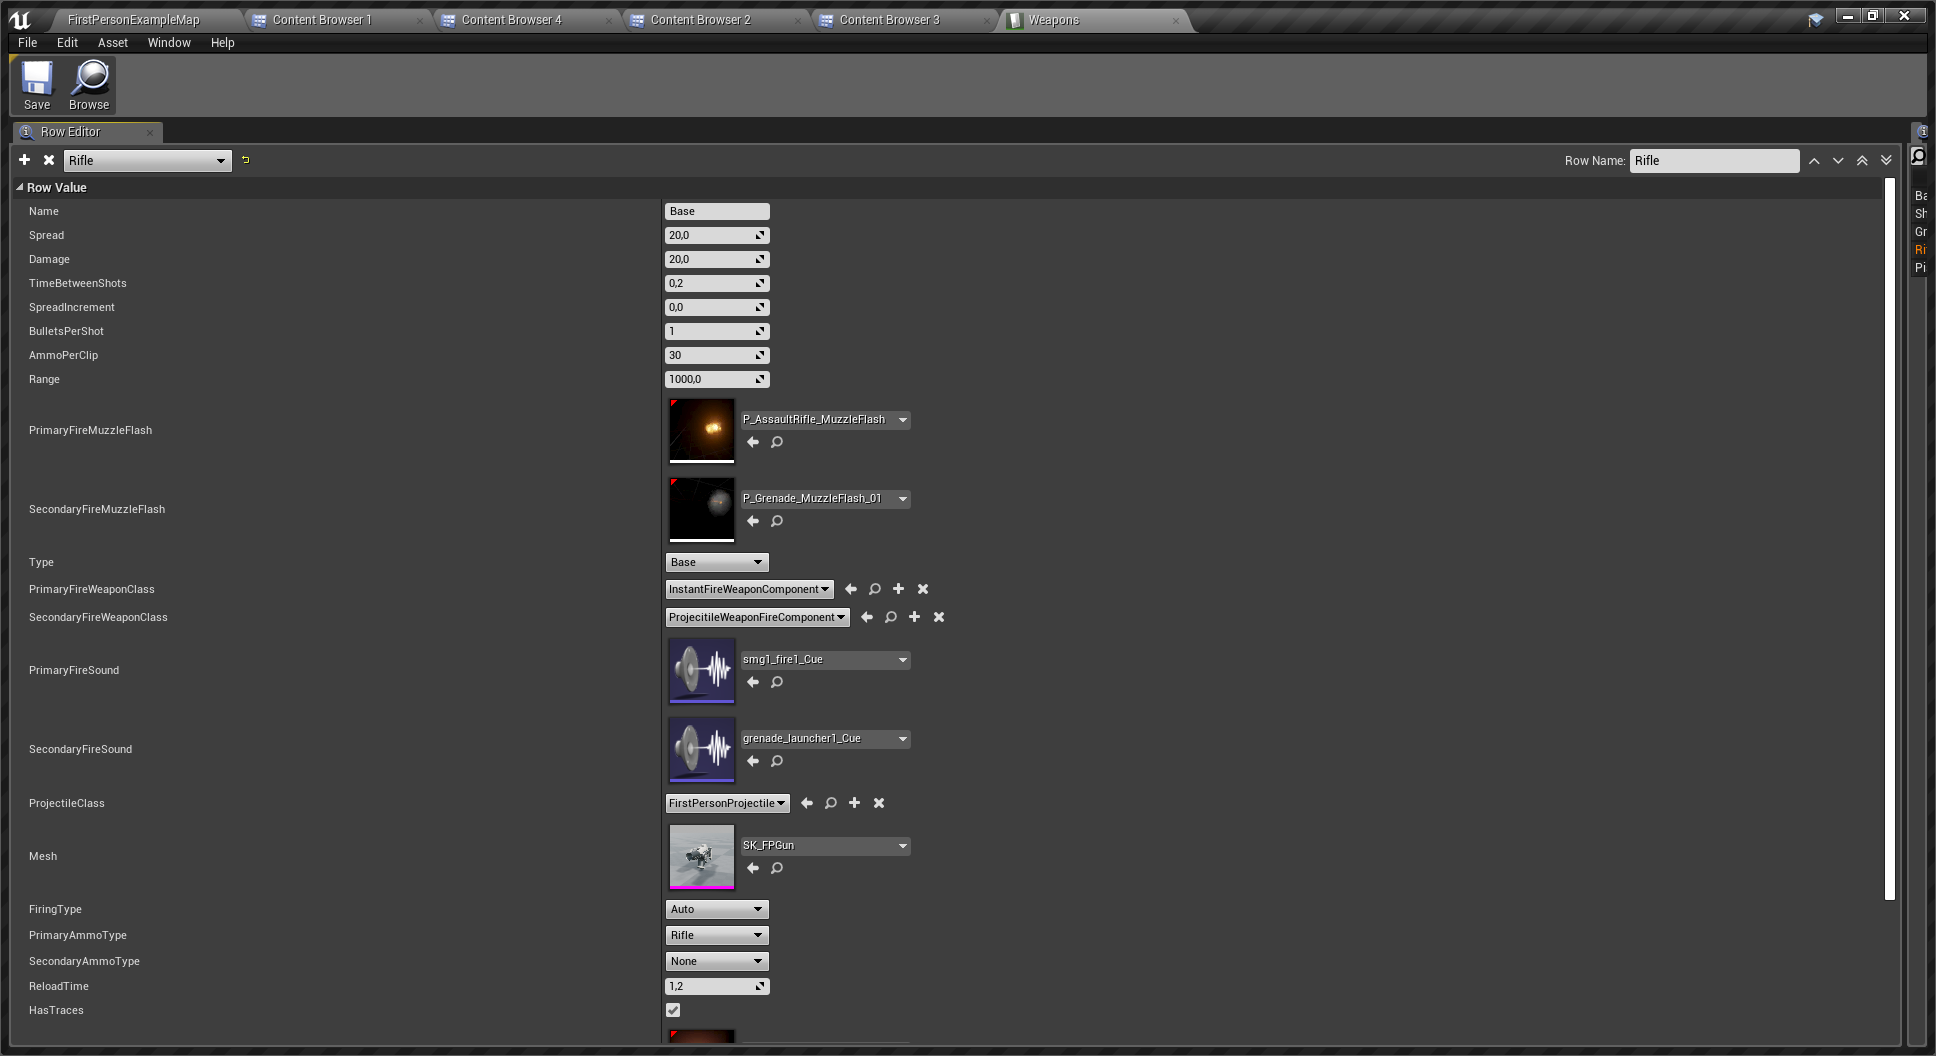 FirstPersonExampleMap
Content Browser 1
Content Browser 4
Content Browser 2
Content Browser 3
Weapons
File Edit Asset Window Help
Save Browse
Row Editor
Rifle
Row Name: Rifle
Row Value
Name Base
Spread 20,0
Damage 20,0
TimeBetweenShots 0,2
SpreadIncrement 0,0
BulletsPerShot 1
AmmoPerClip 30
Range 1000,0
PrimaryFireMuzzleFlash P_AssaultRifle_MuzzleFlash
SecondaryFireMuzzleFlash P_Grenade_MuzzleFlash_01
Type Base
PrimaryFireWeaponClass InstantFireWeaponComponent
SecondaryFireWeaponClass ProjecitileWeaponFireComponent
PrimaryFireSound smg1_fire1_Cue
SecondaryFireSound grenade_launcher1_Cue
ProjectileClass FirstPersonProjectile
Mesh SK_FPGun
FiringType Auto
PrimaryAmmoType Rifle
SecondaryAmmoType None
ReloadTime 1,2
HasTraces
Ba
Sh
Gr
Ri
Pi